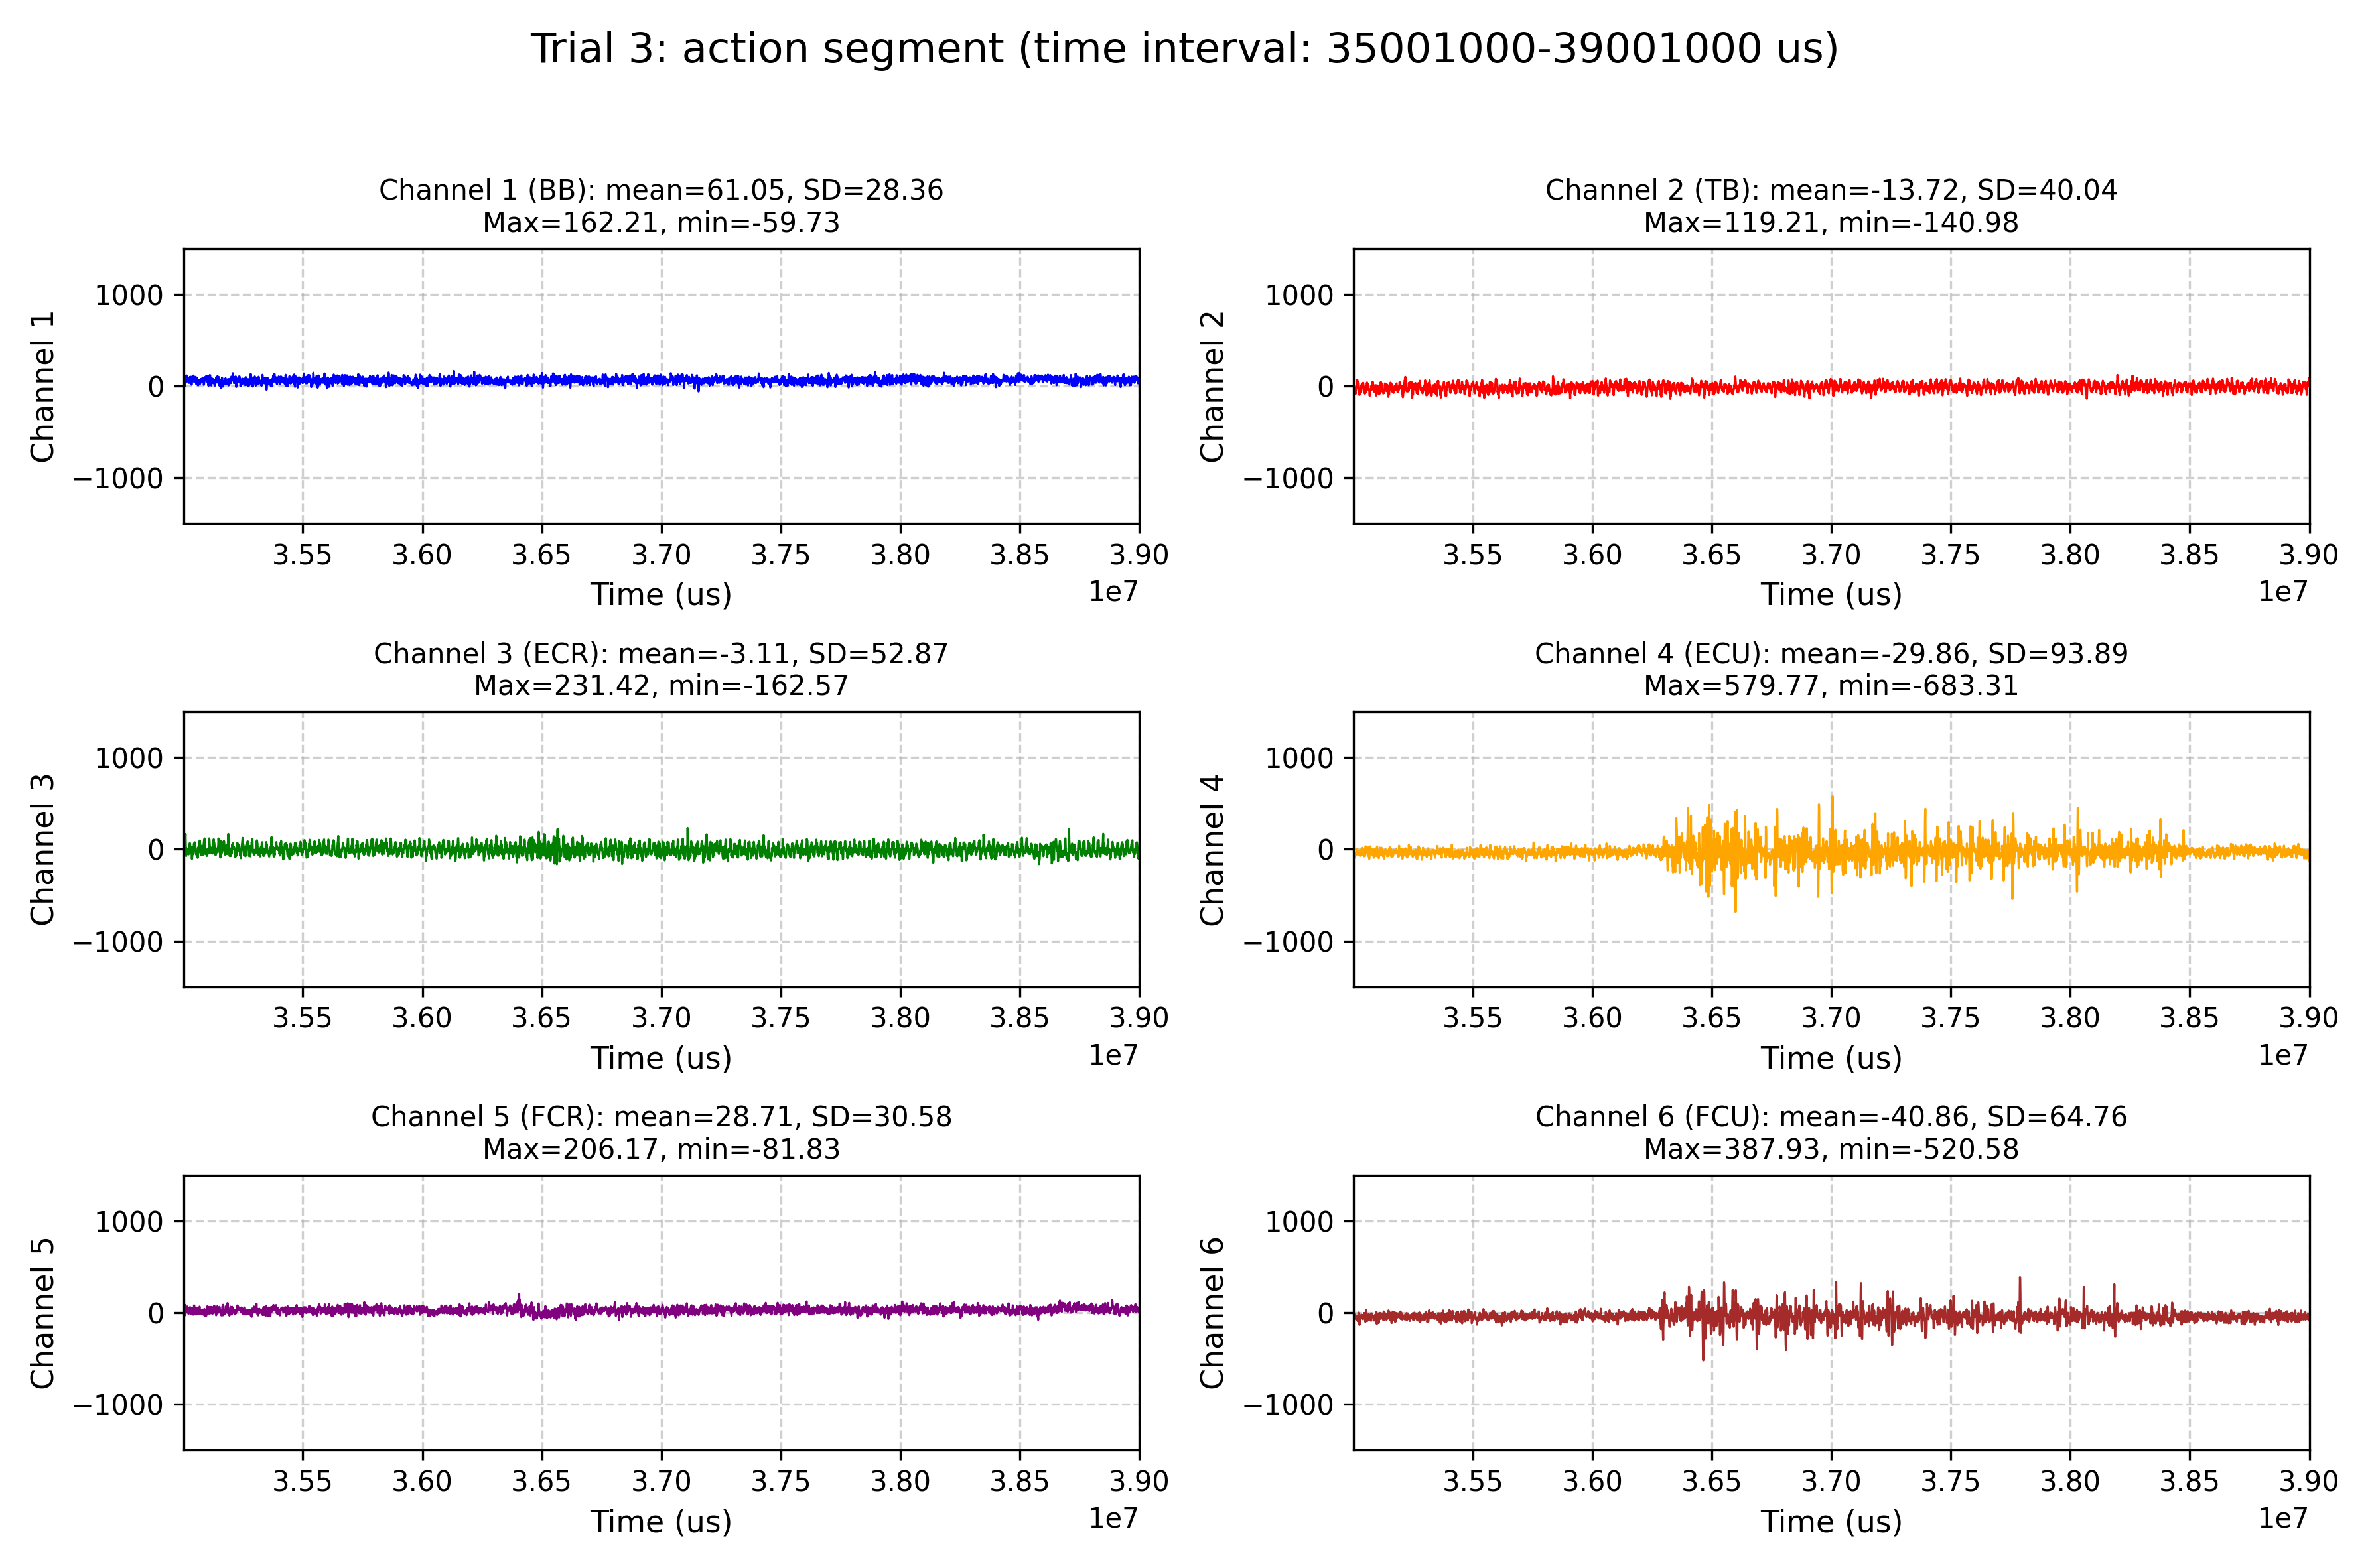 Trial 3: action segment (time interval: 35001000-39001000 us)
Channel 1 (BB): mean=61.05, SD=28.36
Max=162.21, min=-59.73
Channel 1
1000
0
−1000
3.55 3.60 3.65 3.70 3.75 3.80 3.85 3.90
1e7
Time (us)
Channel 2 (TB): mean=-13.72, SD=40.04
Max=119.21, min=-140.98
Channel 2
1000
0
−1000
3.55 3.60 3.65 3.70 3.75 3.80 3.85 3.90
1e7
Time (us)
Channel 3 (ECR): mean=-3.11, SD=52.87
Max=231.42, min=-162.57
Channel 3
1000
0
−1000
3.55 3.60 3.65 3.70 3.75 3.80 3.85 3.90
1e7
Time (us)
Channel 4 (ECU): mean=-29.86, SD=93.89
Max=579.77, min=-683.31
Channel 4
1000
0
−1000
3.55 3.60 3.65 3.70 3.75 3.80 3.85 3.90
1e7
Time (us)
Channel 5 (FCR): mean=28.71, SD=30.58
Max=206.17, min=-81.83
Channel 5
1000
0
−1000
3.55 3.60 3.65 3.70 3.75 3.80 3.85 3.90
1e7
Time (us)
Channel 6 (FCU): mean=-40.86, SD=64.76
Max=387.93, min=-520.58
Channel 6
1000
0
−1000
3.55 3.60 3.65 3.70 3.75 3.80 3.85 3.90
1e7
Time (us)